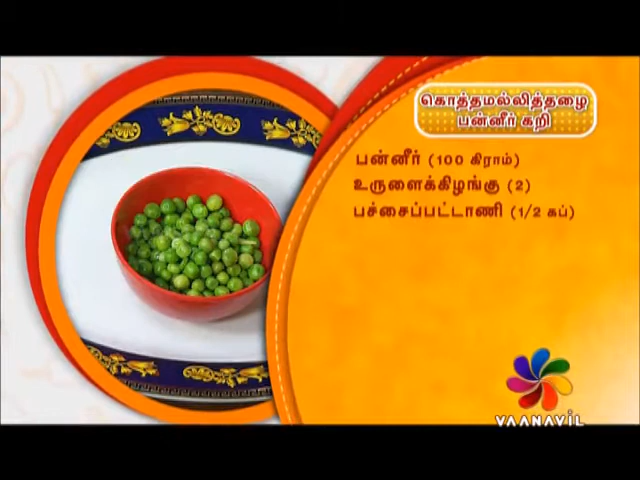 கொத்தமல்லித்தழை
பன்னீர் கறி
பன்னீர் (100 கிராம்)
உருளைக்கிழங்கு (2)
பச்சைப்பட்டாணி (1/2 கப்)
VAANAVIL